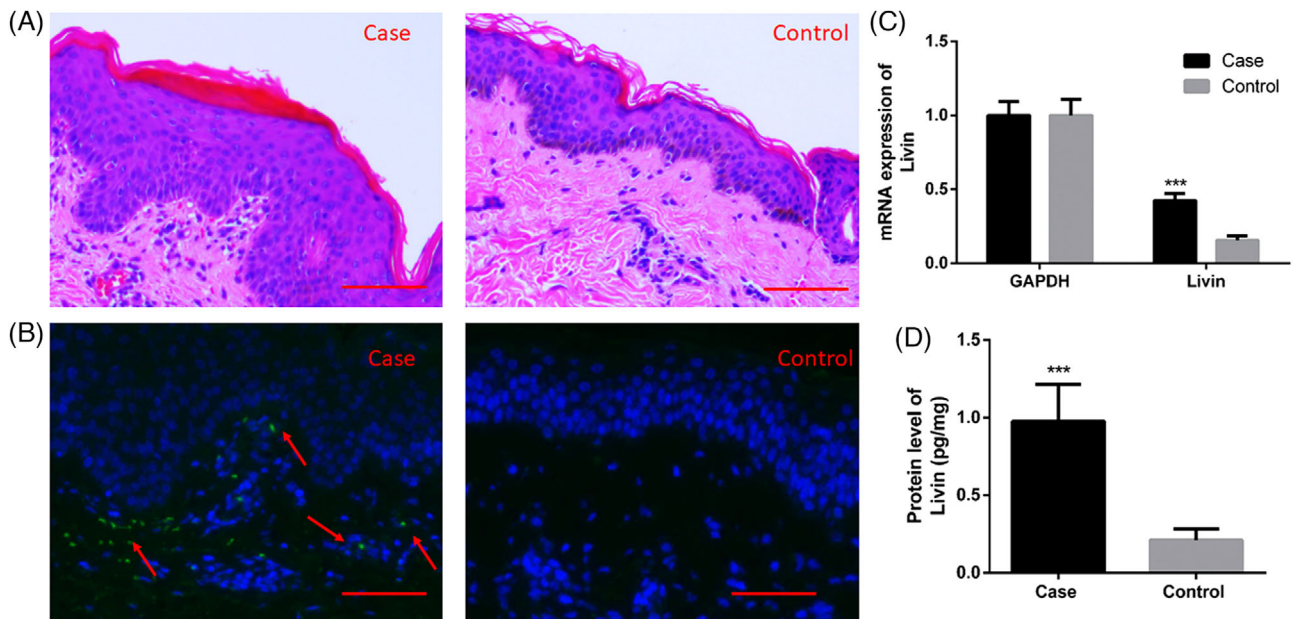 (A)
Case
Control
(B)
Case
Control
(C)
mRNA expression of
Livin
1.5
1.0
0.5
0.0
Case
Control
***
GAPDH
Livin
(D)
Protein level of
Livin (pg/mg)
1.5
1.0
0.5
0.0
***
Case
Control